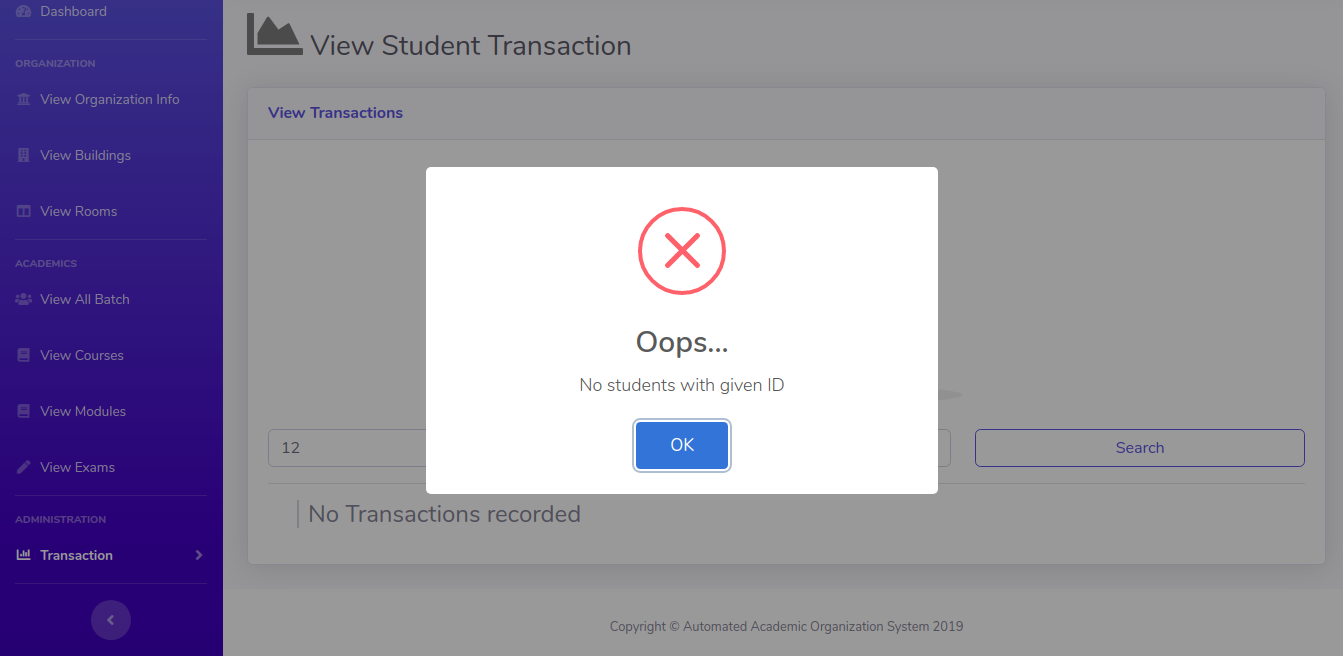 Dashboard
ORGANIZATION
View Organization Info
View Buildings
View Rooms
ACADEMICS
View All Batch
View Courses
View Modules
View Exams
ADMINISTRATION
Transaction
View Student Transaction
View Transactions
Oops...
No students with given ID
OK
12
Search
No Transactions recorded
Copyright © Automated Academic Organization System 2019